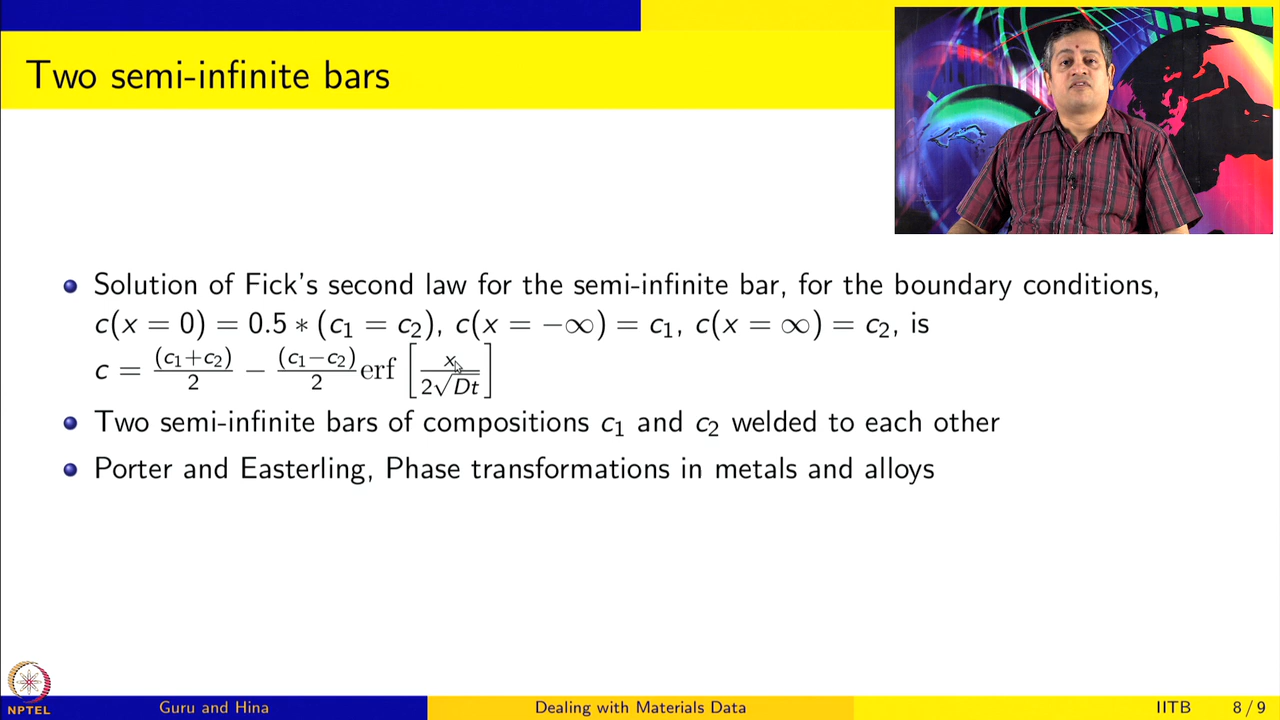 Two semi-infinite bars
Solution of Fick's second law for the semi-infinite bar, for the boundary conditions,
c(x = 0) = 0.5 * (c₁ = c₂), c(x = −∞) = c₁, c(x = ∞) = c₂, is
c = (c₁+c₂)/2 − (c₁−c₂)/2 erf [x/2√Dt]
Two semi-infinite bars of compositions c₁ and c₂ welded to each other
Porter and Easterling, Phase transformations in metals and alloys
NPTEL
Guru and Hina
Dealing with Materials Data
IITB
8 / 9